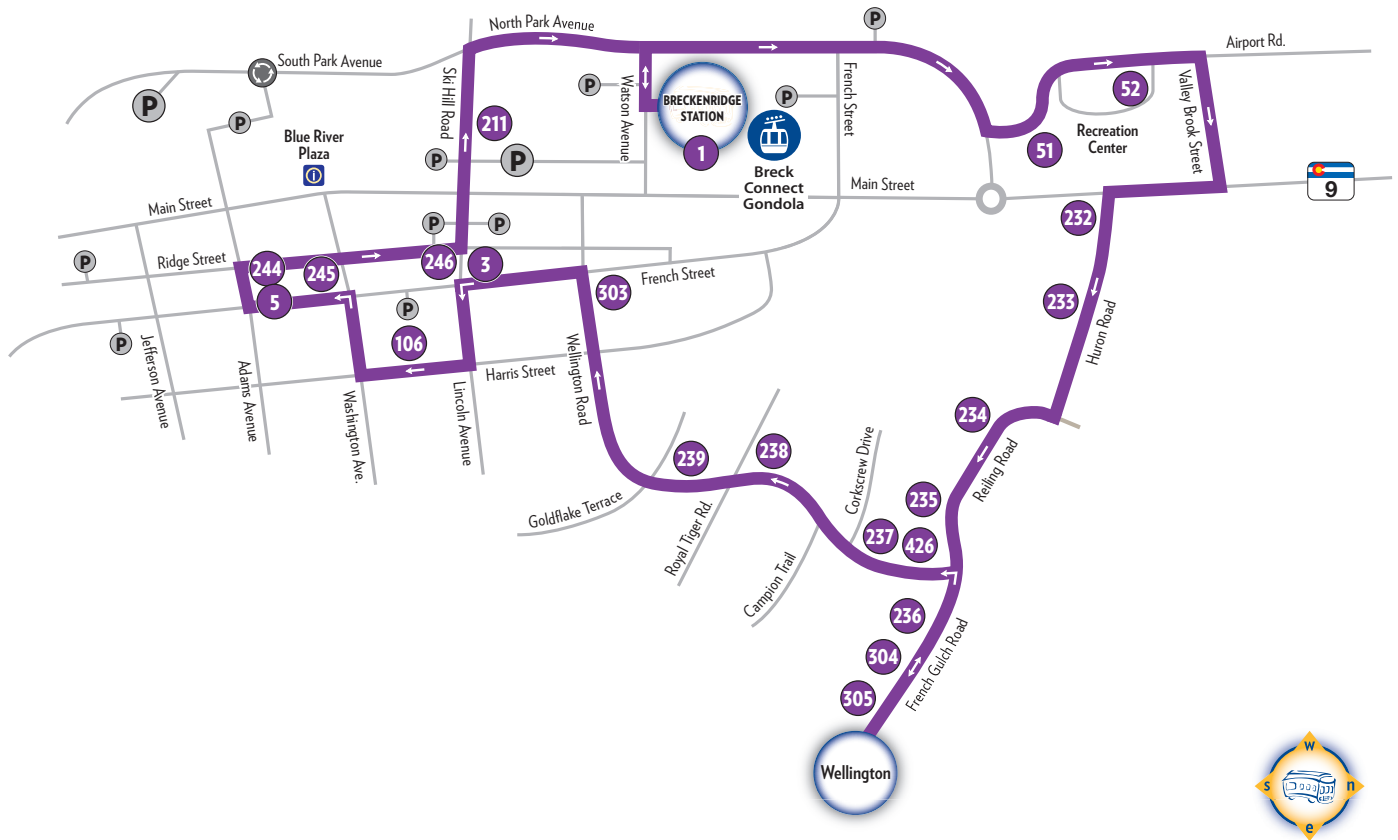 North Park Avenue
P
Airport Rd.
South Park Avenue
Ski Hill Road
P
Watson Avenue
BRECKENRIDGE
STATION
P
French Street
52
Valley Brook Street
P
P
211
Recreation
Center
51
Blue River
Plaza
i
P
P
1
Breck
Connect
Gondola
Main Street
9
Main Street
232
P
P
Ridge Street
P
244
245
246
3
French Street
5
P
303
233
Huron Road
P
106
Jefferson Avenue
Adams Avenue
Washington Ave.
Lincoln Avenue
Harris Street
Wellington Road
234
Reiling Road
239
238
Corkscrew Drive
235
Goldflake Terrace
Royal Tiger Rd.
237
426
Campion Trail
236
304
French Gulch Road
305
Wellington
w
s
n
e